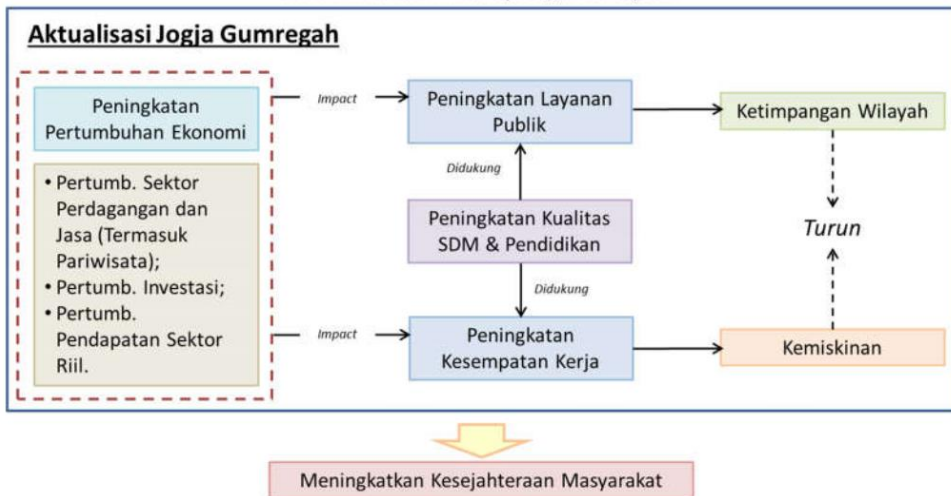 Aktualisasi Jogja Gumregah
Peningkatan
Pertumbuhan Ekonomi
• Pertumb. Sektor
Perdagangan dan
Jasa (Termasuk
Pariwisata);
• Pertumb. Investasi;
• Pertumb.
Pendapatan Sektor
Riil.
Impact
Impact
Peningkatan Layanan
Publik
Didukung
Peningkatan Kualitas
SDM & Pendidikan
Didukung
Peningkatan
Kesempatan Kerja
Ketimpangan Wilayah
Turun
Kemiskinan
Meningkatkan Kesejahteraan Masyarakat